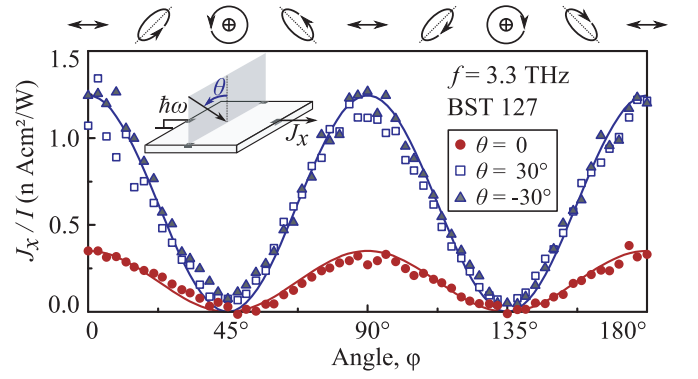 1.5
1.0
0.5
0.0
J_x / I (n Acm²/W)
θ
ħω
J_x
f = 3.3 THz
BST 127
θ = 0
θ = 30°
θ = -30°
0 45° 90° 135° 180°
Angle, φ